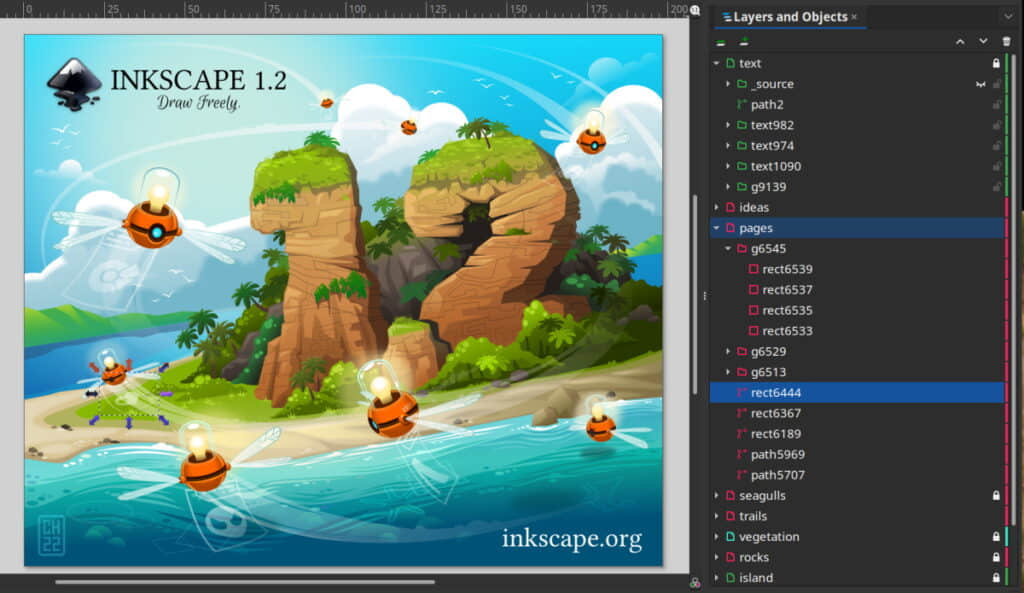 0 25 50 75 100 125 150 175 200
Layers and Objects ×
INKSCAPE 1.2
Draw Freely.
text
_source
path2
text982
text974
text1090
g9139
ideas
pages
g6545
rect6539
rect6537
rect6535
rect6533
g6529
g6513
rect6444
rect6367
rect6189
path5969
path5707
seagulls
trails
vegetation
rocks
island
CH
22
inkscape.org